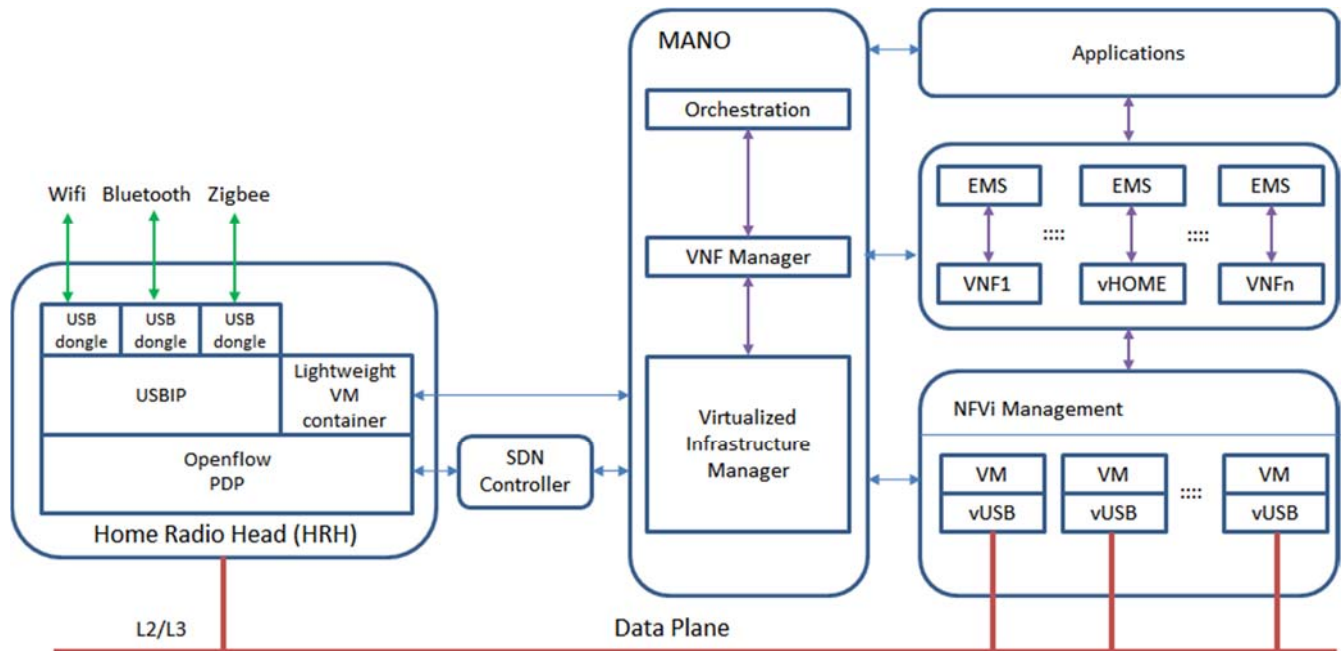 MANO
Orchestration
VNF Manager
Virtualized
Infrastructure
Manager
Applications
EMS
EMS
EMS
::::
::::
VNF1
vHOME
VNFn
NFVi Management
VM
VM
VM
::::
vUSB
vUSB
vUSB
Wifi
Bluetooth
Zigbee
USB
dongle
USB
dongle
USB
dongle
USBIP
Lightweight
VM
container
Openflow
PDP
SDN
Controller
Home Radio Head (HRH)
L2/L3
Data Plane